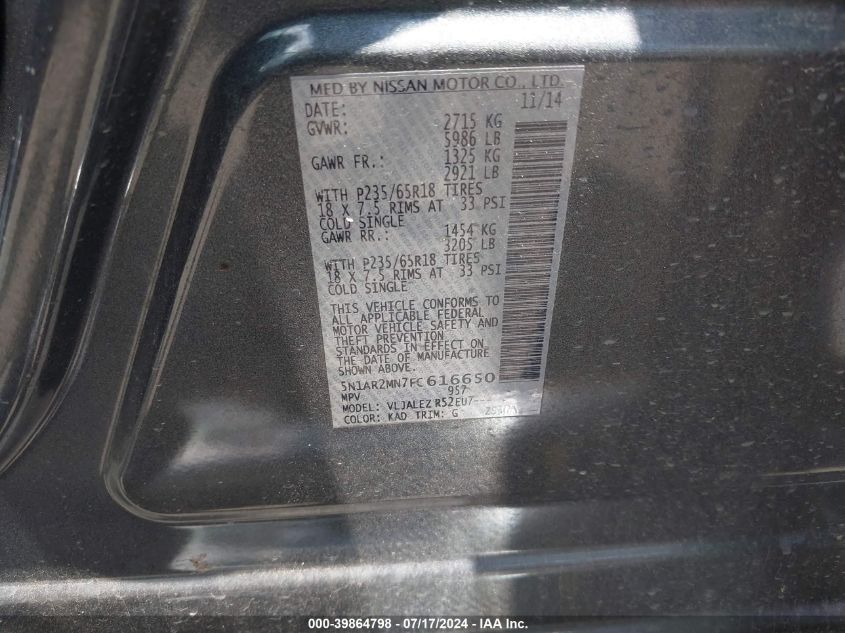 MFD BY NISSAN MOTOR CO., LTD.
DATE: 11/14
GVWR: 2715 KG
5986 LB
GAWR FR.: 1325 KG
2921 LB
WITH P235/65R18 TIRES
18 X 7.5 RIMS AT 33 PSI
COLD SINGLE
GAWR RR.: 1454 KG
3205 LB
WITH P235/65R18 TIRES
18 X 7.5 RIMS AT 33 PSI
COLD SINGLE
THIS VEHICLE CONFORMS TO
ALL APPLICABLE FEDERAL
MOTOR VEHICLE SAFETY AND
THEFT PREVENTION
STANDARDS IN EFFECT ON
THE DATE OF MANUFACTURE
SHOWN ABOVE.
5N1AR2MN7FC616650
MPV 957
MODEL: VLJALEZ R52EU7---
COLOR: KAD TRIM: G
000-39864798 - 07/17/2024 - IAAI.COM